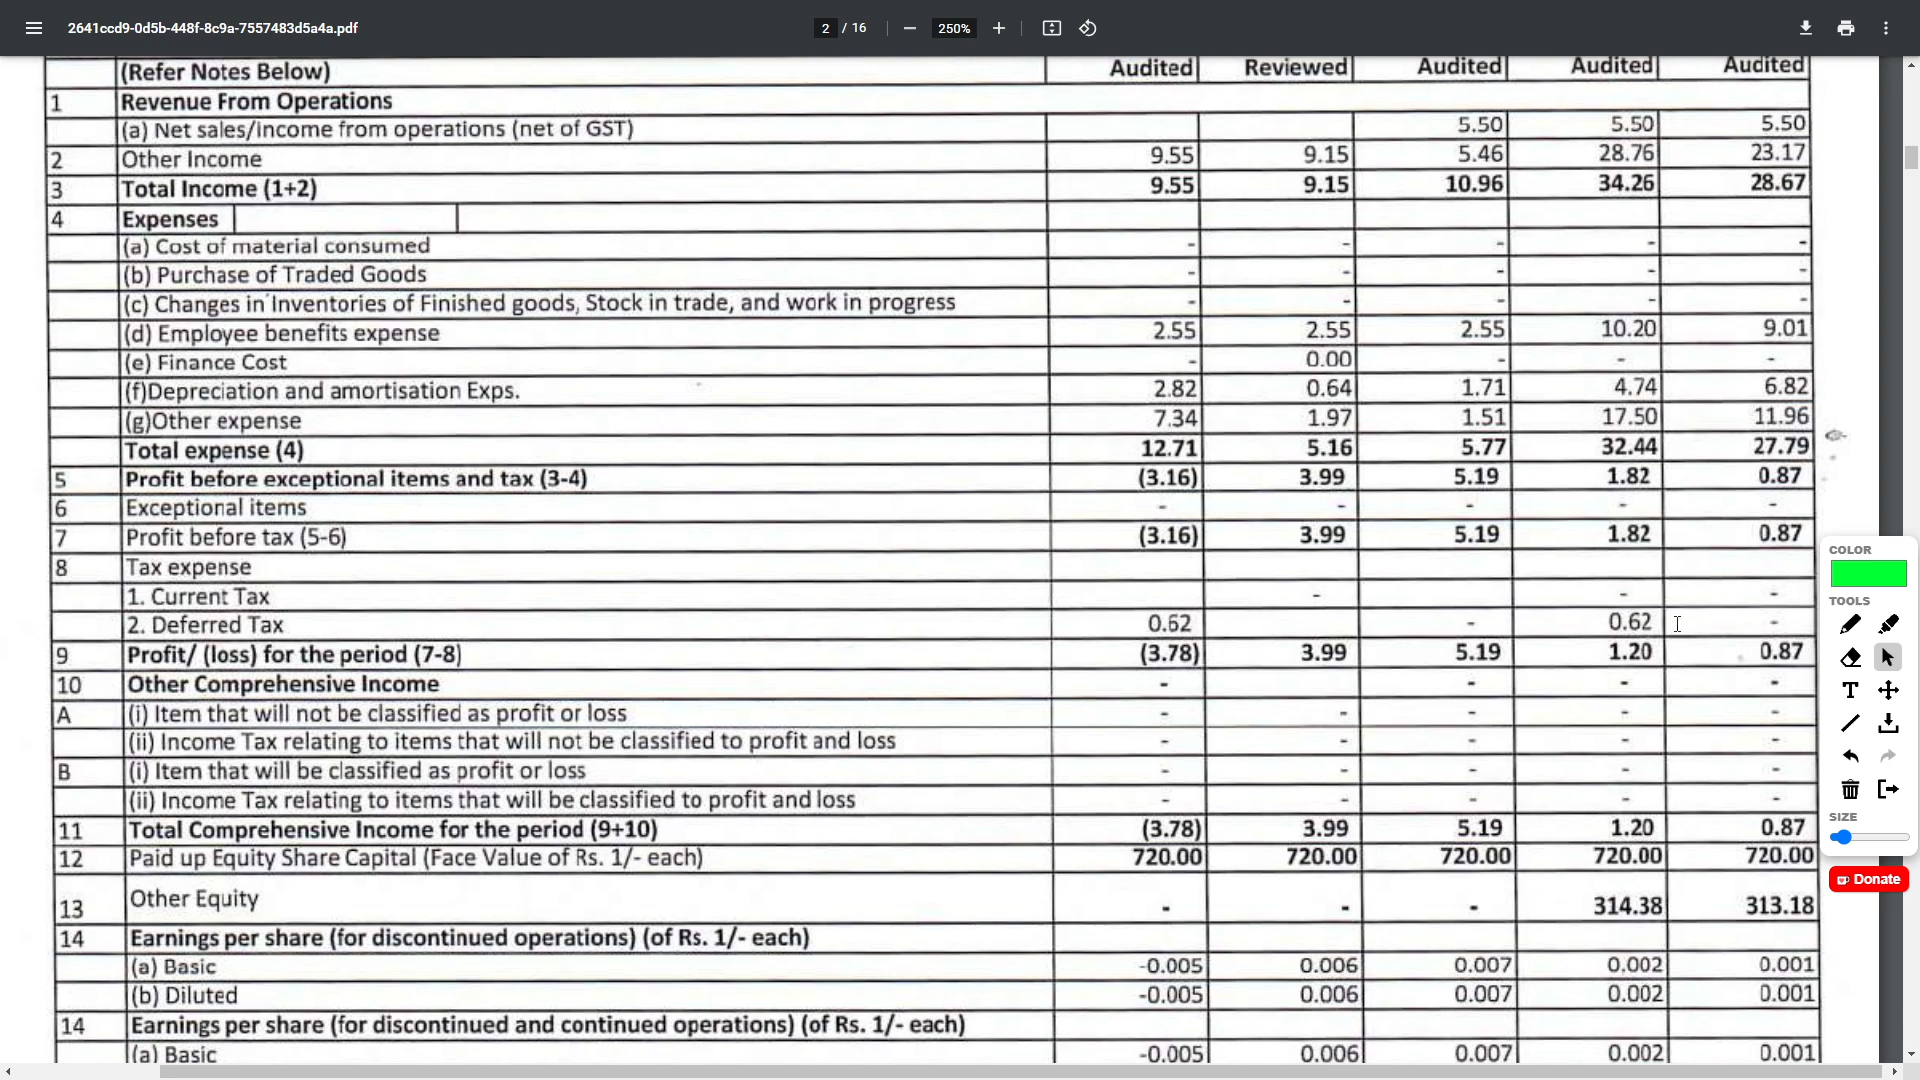 2641ccd9-0d5b-448f-8c9a-7557483d5a4a.pdf 2 / 16 250%
(Refer Notes Below) Audited Reviewed Audited Audited Audited
1 Revenue From Operations
(a) Net sales/income from operations (net of GST) 5.50 5.50 5.50
2 Other Income 9.55 9.15 5.46 28.76 23.17
3 Total Income (1+2) 9.55 9.15 10.96 34.26 28.67
4 Expenses
(a) Cost of material consumed - - - - -
(b) Purchase of Traded Goods - - - - -
(c) Changes in Inventories of Finished goods, Stock in trade, and work in progress - - - - -
(d) Employee benefits expense 2.55 2.55 2.55 10.20 9.01
(e) Finance Cost - 0.00 - - -
(f)Depreciation and amortisation Exps. 2.82 0.64 1.71 4.74 6.82
(g)Other expense 7.34 1.97 1.51 17.50 11.96
Total expense (4) 12.71 5.16 5.77 32.44 27.79
5 Profit before exceptional items and tax (3-4) (3.16) 3.99 5.19 1.82 0.87
6 Exceptional items - - - - -
7 Profit before tax (5-6) (3.16) 3.99 5.19 1.82 0.87
8 Tax expense
1. Current Tax - - -
2. Deferred Tax 0.62 - 0.62 -
9 Profit/ (loss) for the period (7-8) (3.78) 3.99 5.19 1.20 0.87
10 Other Comprehensive Income - - - -
A (i) Item that will not be classified as profit or loss - - - - -
(ii) Income Tax relating to items that will not be classified to profit and loss - - - - -
B (i) Item that will be classified as profit or loss - - - - -
(ii) Income Tax relating to items that will be classified to profit and loss - - - - -
11 Total Comprehensive Income for the period (9+10) (3.78) 3.99 5.19 1.20 0.87
12 Paid up Equity Share Capital (Face Value of Rs. 1/- each) 720.00 720.00 720.00 720.00 720.00
13 Other Equity - - - 314.38 313.18
14 Earnings per share (for discontinued operations) (of Rs. 1/- each)
(a) Basic -0.005 0.006 0.007 0.002 0.001
(b) Diluted -0.005 0.006 0.007 0.002 0.001
14 Earnings per share (for discontinued and continued operations) (of Rs. 1/- each)
(a) Basic -0.005 0.006 0.007 0.002 0.001
COLOR
TOOLS
T
SIZE
Donate